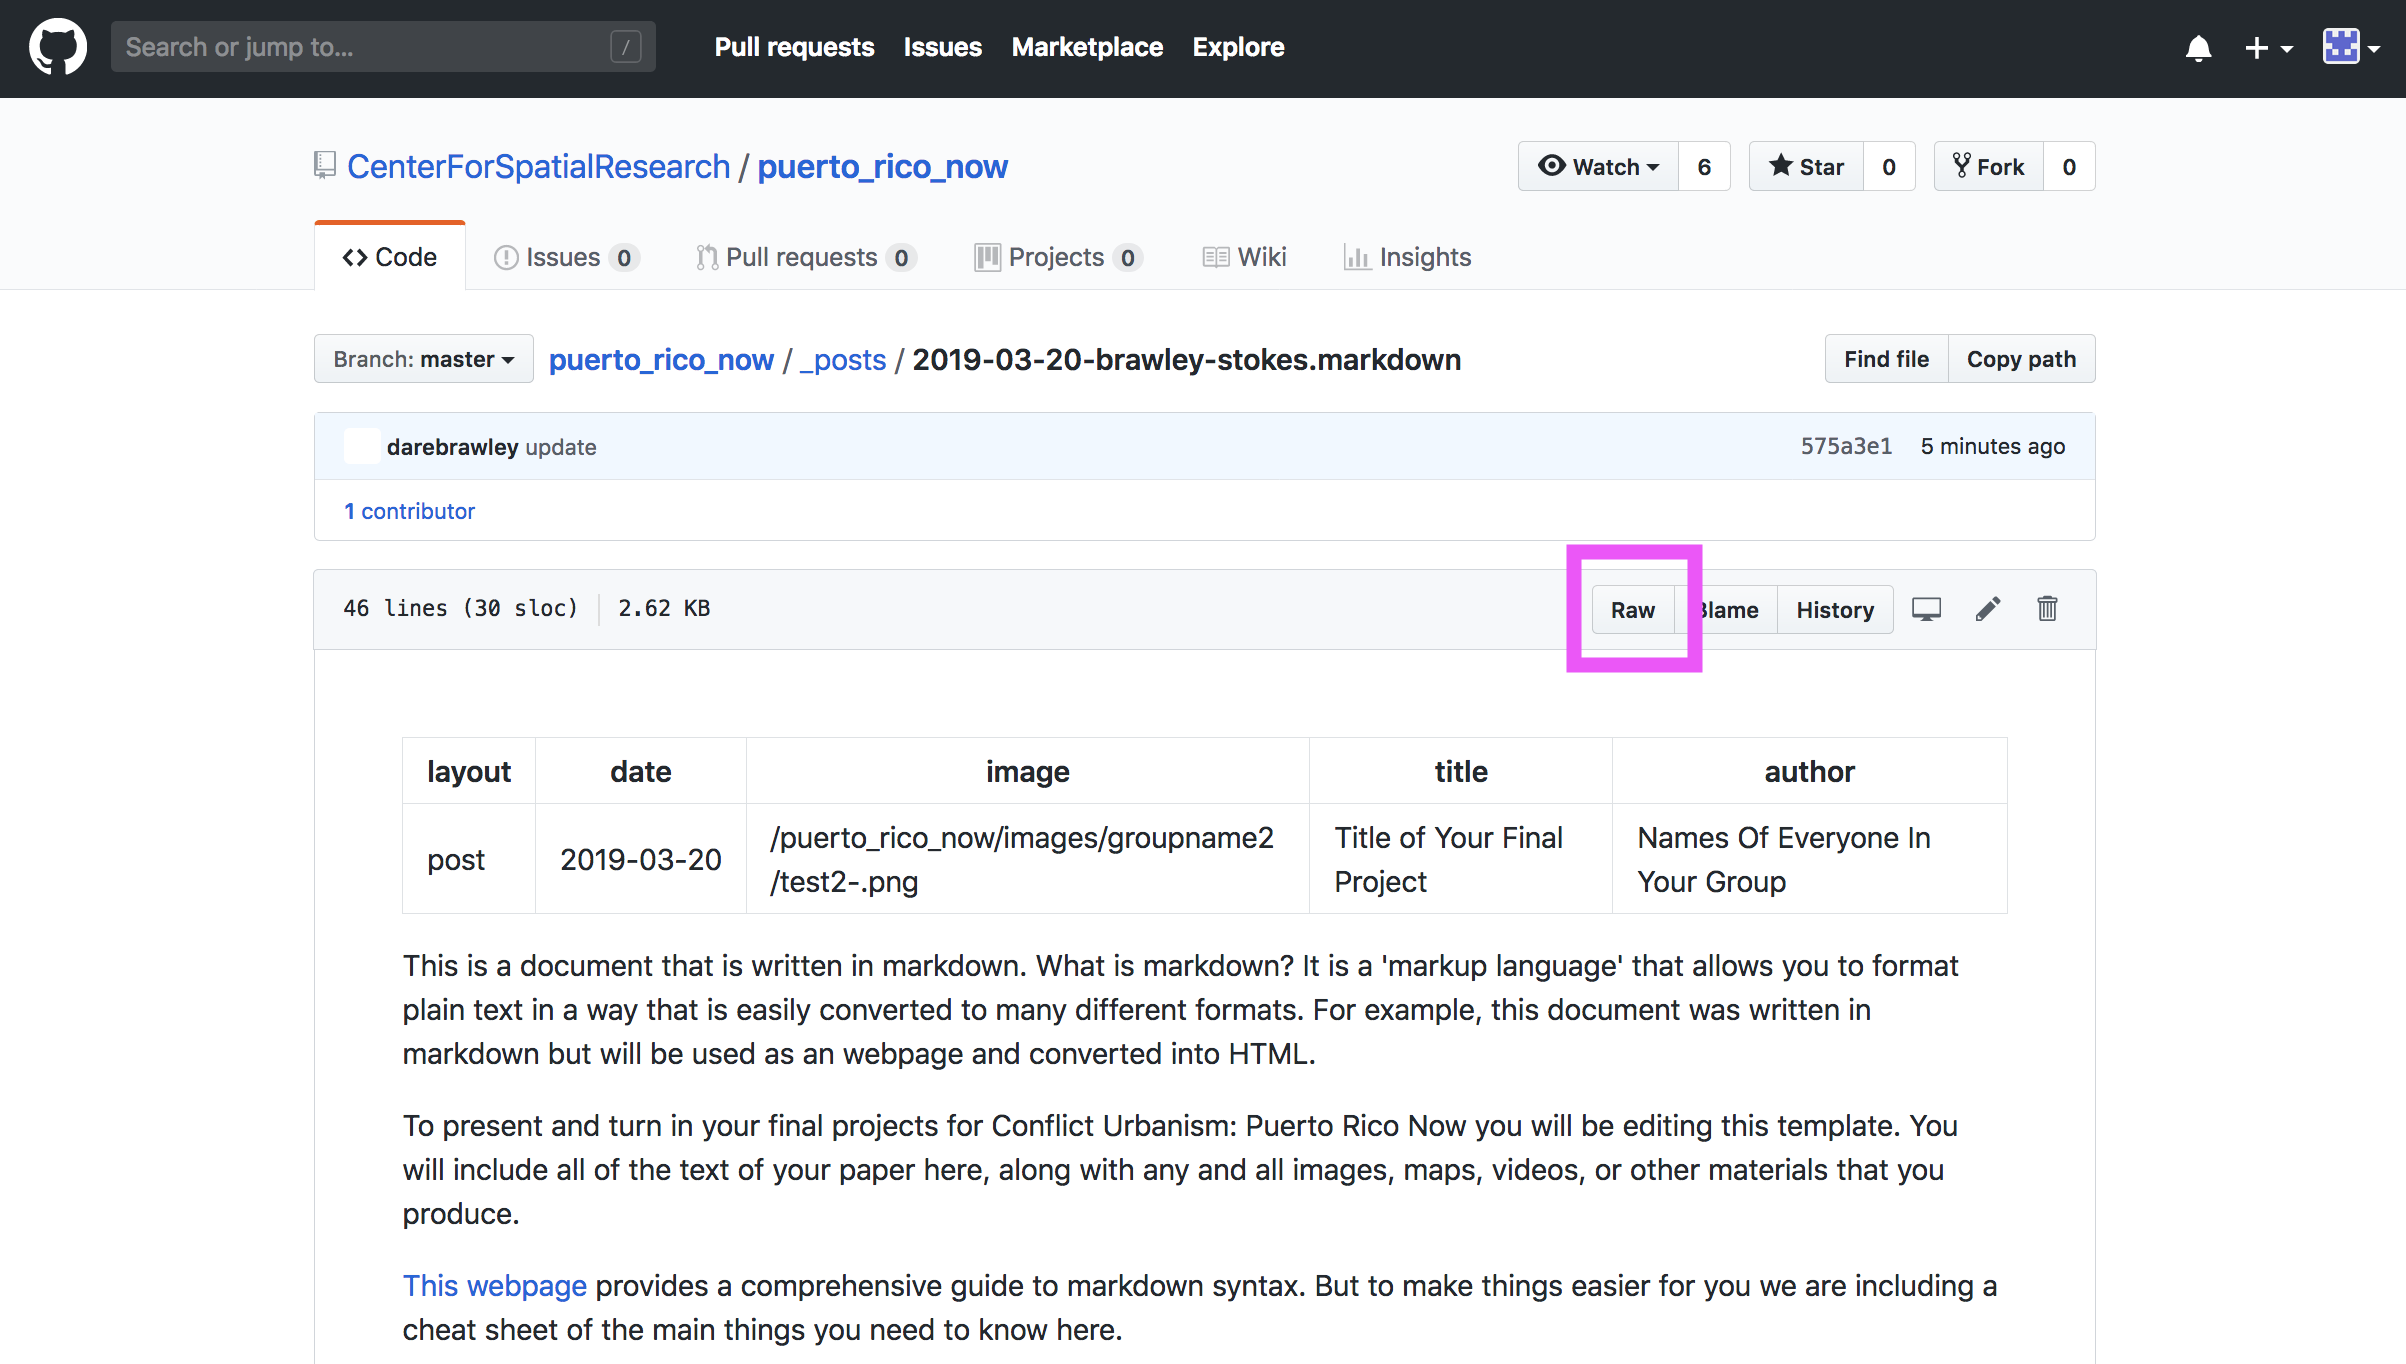 Search or jump to... /
Pull requests Issues Marketplace Explore
CenterForSpatialResearch / puerto_rico_now
Watch 6 Star 0 Fork 0
Code Issues 0 Pull requests 0 Projects 0 Wiki Insights
Branch: master puerto_rico_now / _posts / 2019-03-20-brawley-stokes.markdown
Find file Copy path
darebrawley update 575a3e1 5 minutes ago
1 contributor
46 lines (30 sloc) 2.62 KB
Raw Blame History
layout date image title author
post 2019-03-20 /puerto_rico_now/images/groupname2
/test2-.png
Title of Your Final
Project
Names Of Everyone In
Your Group
This is a document that is written in markdown. What is markdown? It is a 'markup language' that allows you to format
plain text in a way that is easily converted to many different formats. For example, this document was written in
markdown but will be used as an webpage and converted into HTML.
To present and turn in your final projects for Conflict Urbanism: Puerto Rico Now you will be editing this template. You
will include all of the text of your paper here, along with any and all images, maps, videos, or other materials that you
produce.
This webpage provides a comprehensive guide to markdown syntax. But to make things easier for you we are including a
cheat sheet of the main things you need to know here.